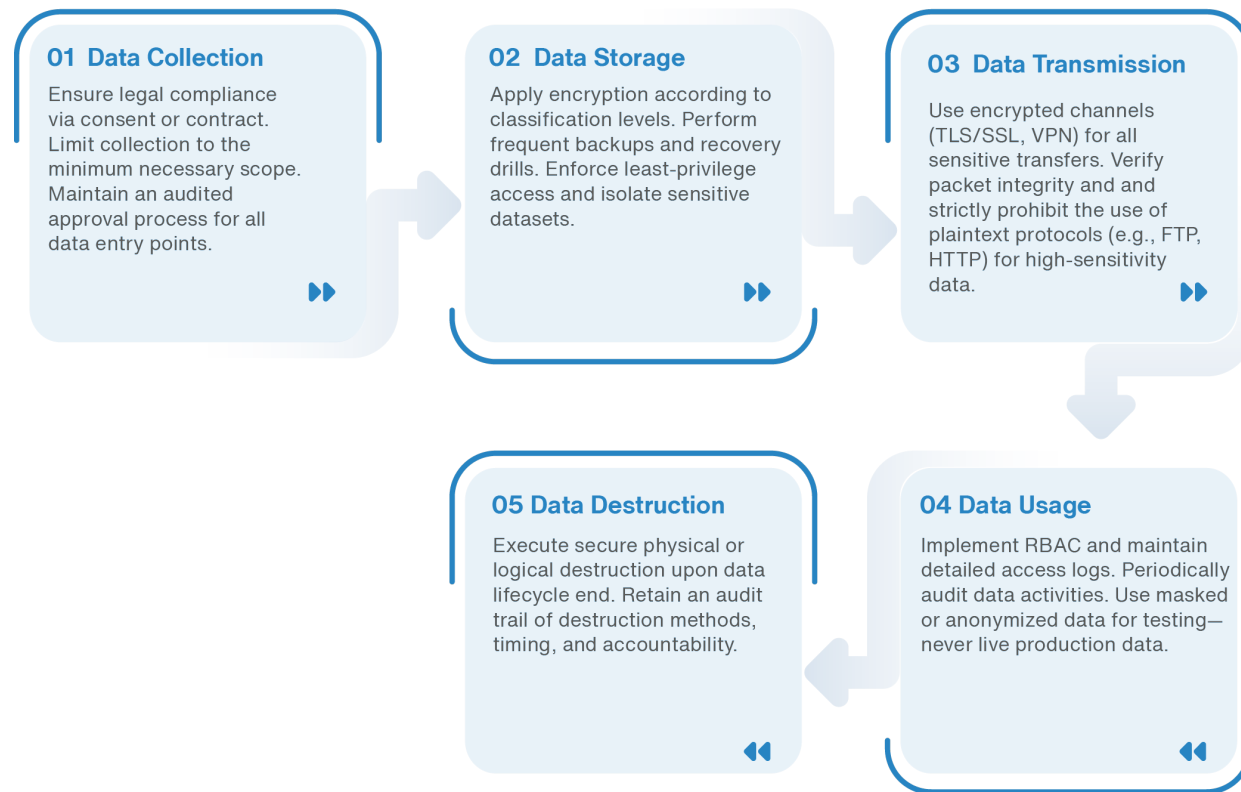 01 Data Collection
Ensure legal compliance
via consent or contract.
Limit collection to the
minimum necessary scope.
Maintain an audited
approval process for all
data entry points.
02 Data Storage
Apply encryption according to
classification levels. Perform
frequent backups and recovery
drills. Enforce least-privilege
access and isolate sensitive
datasets.
03 Data Transmission
Use encrypted channels
(TLS/SSL, VPN) for all
sensitive transfers. Verify
packet integrity and and
strictly prohibit the use of
plaintext protocols (e.g., FTP,
HTTP) for high-sensitivity
data.
04 Data Usage
Implement RBAC and maintain
detailed access logs. Periodically
audit data activities. Use masked
or anonymized data for testing—
never live production data.
05 Data Destruction
Execute secure physical or
logical destruction upon data
lifecycle end. Retain an audit
trail of destruction methods,
timing, and accountability.